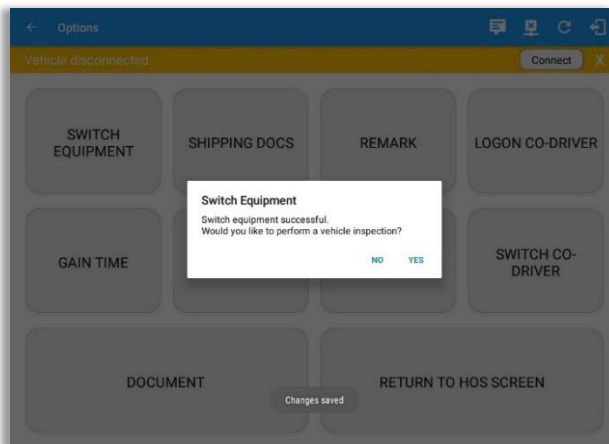 Options
Vehicle disconnected
Connect
X
SWITCH
EQUIPMENT
SHIPPING DOCS
REMARK
LOGON CO-DRIVER
Switch Equipment
Switch equipment successful.
Would you like to perform a vehicle inspection?
NO
YES
GAIN TIME
SWITCH CO-
DRIVER
DOCUMENT
RETURN TO HOS SCREEN
Changes saved